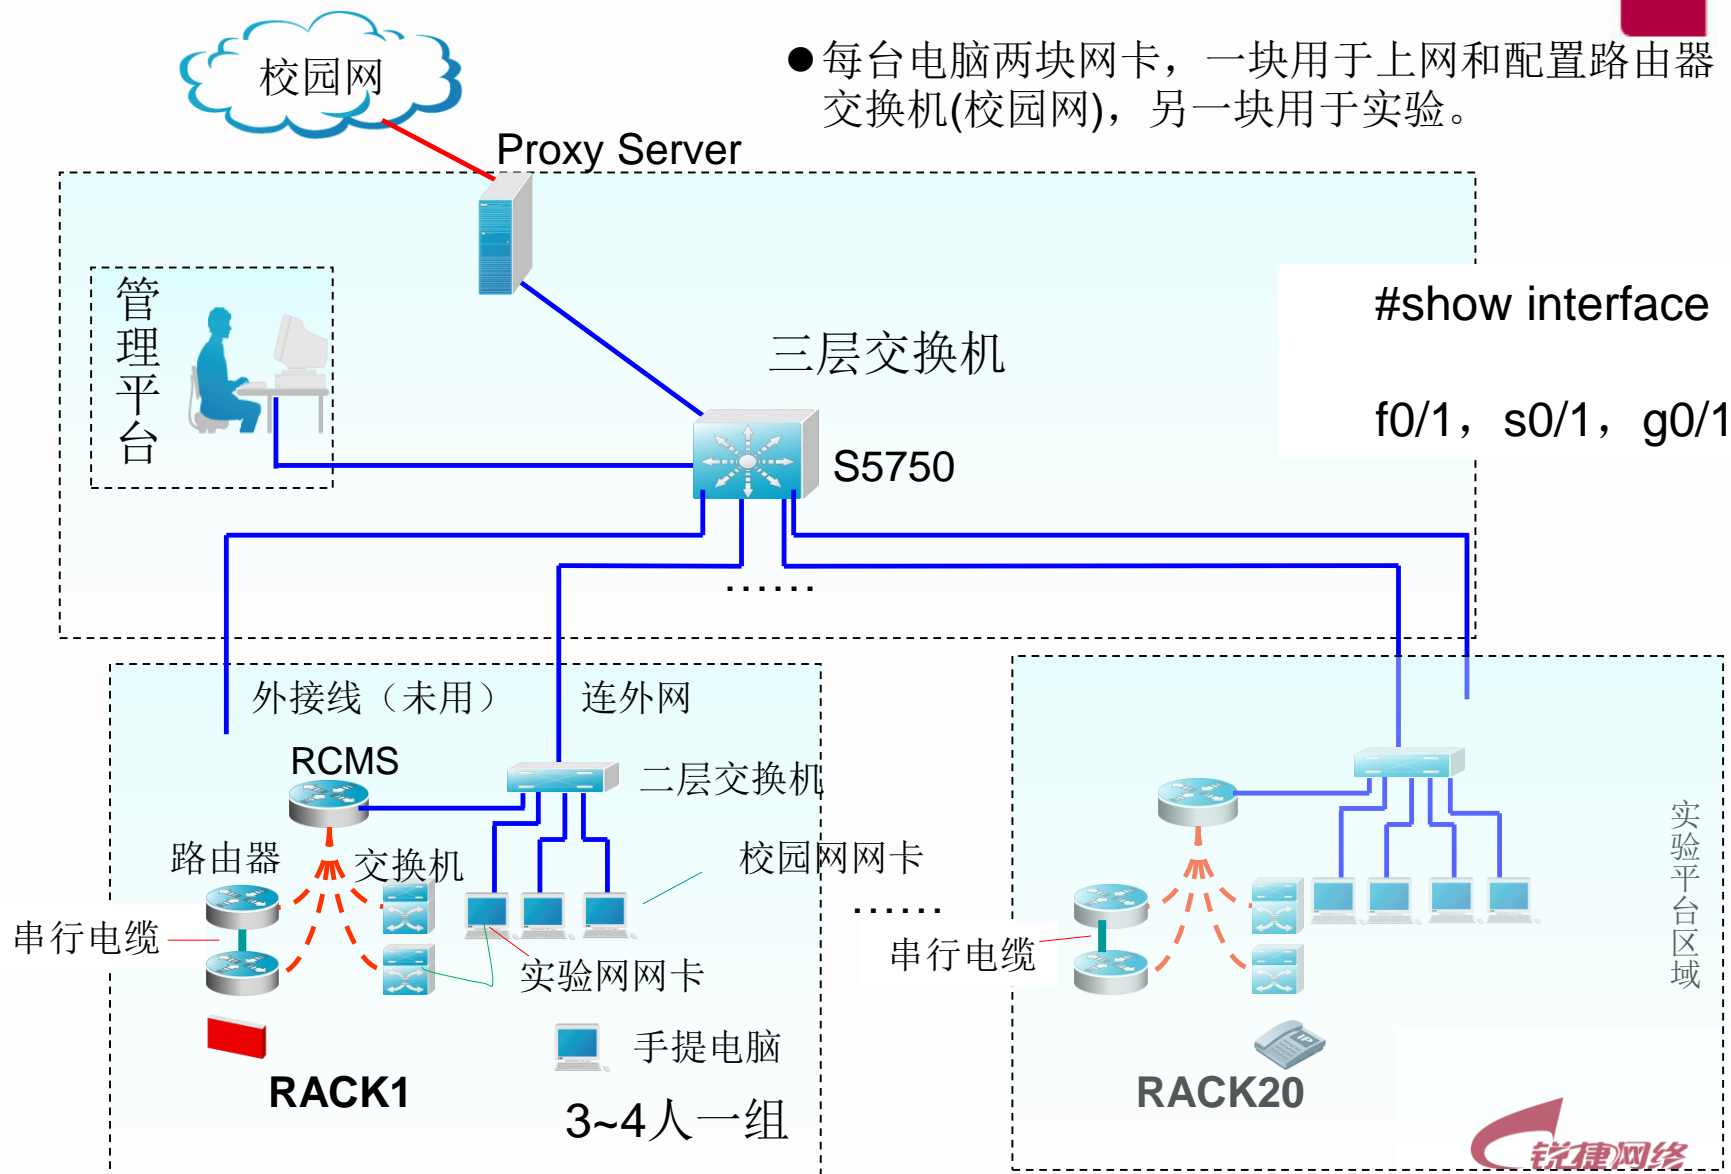 校园网
●每台电脑两块网卡，一块用于上网和配置路由器
交换机(校园网)，另一块用于实验。
Proxy Server
管理平台
三层交换机
#show interface
f0/1，s0/1，g0/1
S5750
......
外接线（未用）
连外网
RCMS
二层交换机
路由器
交换机
校园网网卡
串行电缆
实验网网卡
......
串行电缆
实验平台区域
手提电脑
IP
RACK1
3~4人一组
RACK20
锐捷网络